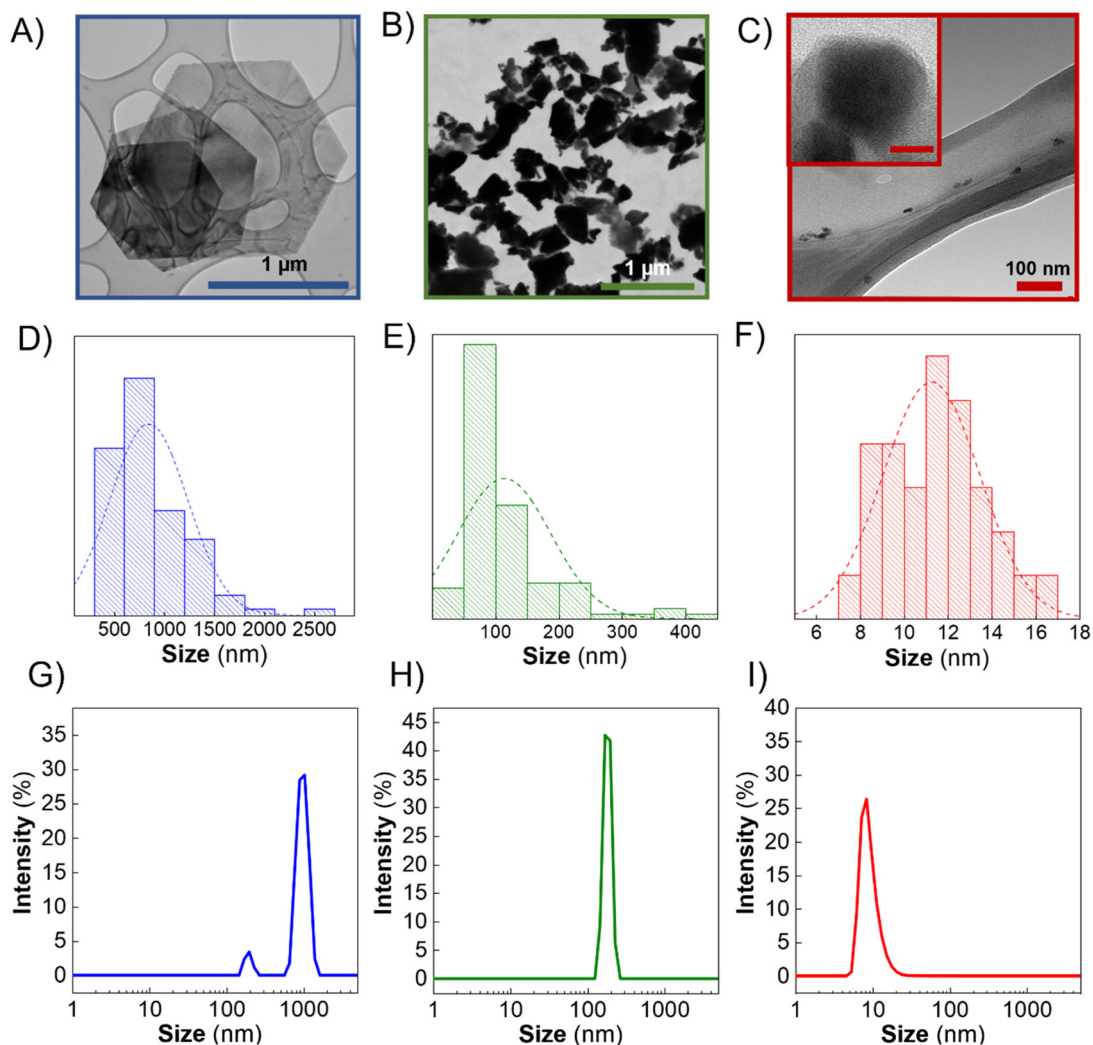 A)
B)
C)
1 µm
1 µm
100 nm
D)
E)
F)
500 1000 1500 2000 2500
Size (nm)
100 200 300 400
Size (nm)
6 8 10 12 14 16 18
Size (nm)
G)
H)
I)
35
30
25
20
15
10
5
0
Intensity (%)
1 10 100 1000
Size (nm)
45
40
35
30
25
20
15
10
5
0
Intensity (%)
1 10 100 1000
Size (nm)
40
35
30
25
20
15
10
5
0
Intensity (%)
1 10 100 1000
Size (nm)